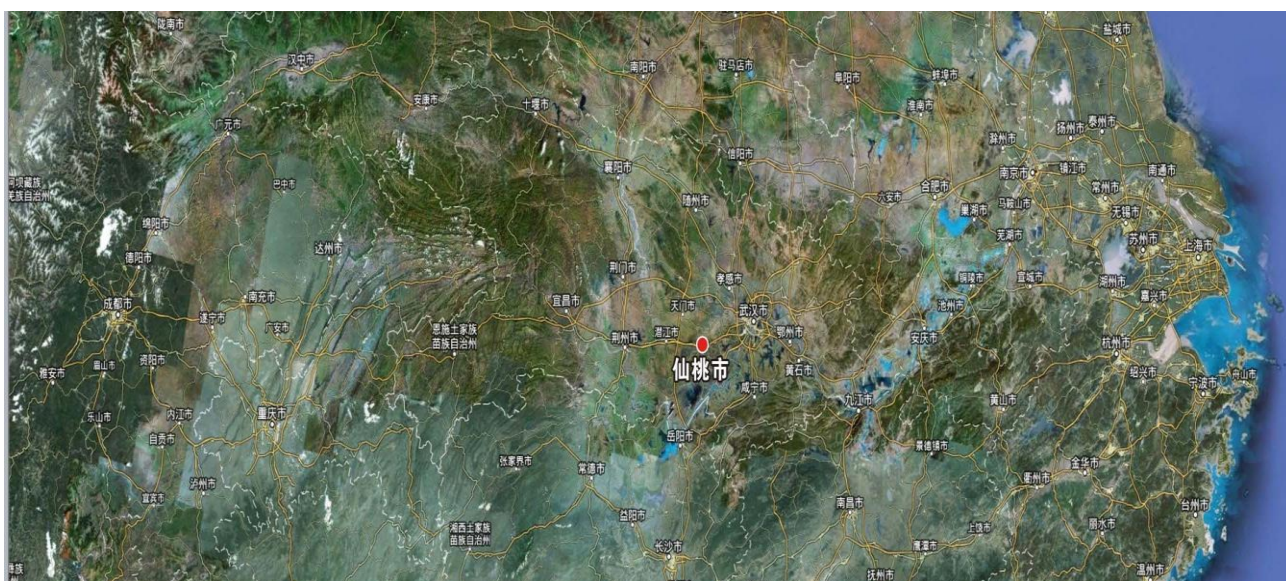 陇南市
盐城市
汉中市
南阳市
驻马店市
阜阳市
蚌埠市
安康市
十堰市
淮南市
广元市
扬州市
泰州市
滁州市
信阳市
襄阳市
镇江市
南通市
南京市
巴中市
合肥市
常州市
阿坝藏族
羌族自治州
六安市
随州市
马鞍山市
巢湖市
无锡市
绵阳市
芜湖市
苏州市
上海市
达州市
德阳市
荆门市
孝感市
铜陵市
宣城市
湖州市
嘉兴市
南充市
宜昌市
天门市
武汉市
池州市
成都市
遂宁市
广安市
恩施土家族
苗族自治州
荆州市
潜江市
鄂州市
安庆市
杭州市
仙桃市
资阳市
眉山市
雅安市
黄石市
绍兴市
舟山市
宁波市
咸宁市
九江市
黄山市
乐山市
内江市
重庆市
自贡市
岳阳市
景德镇市
张家界市
常德市
金华市
衢州市
宜宾市
泸州市
南昌市
台州市
益阳市
湘西土家族
苗族自治州
上饶市
丽水市
长沙市
鹰潭市
抚州市
温州市